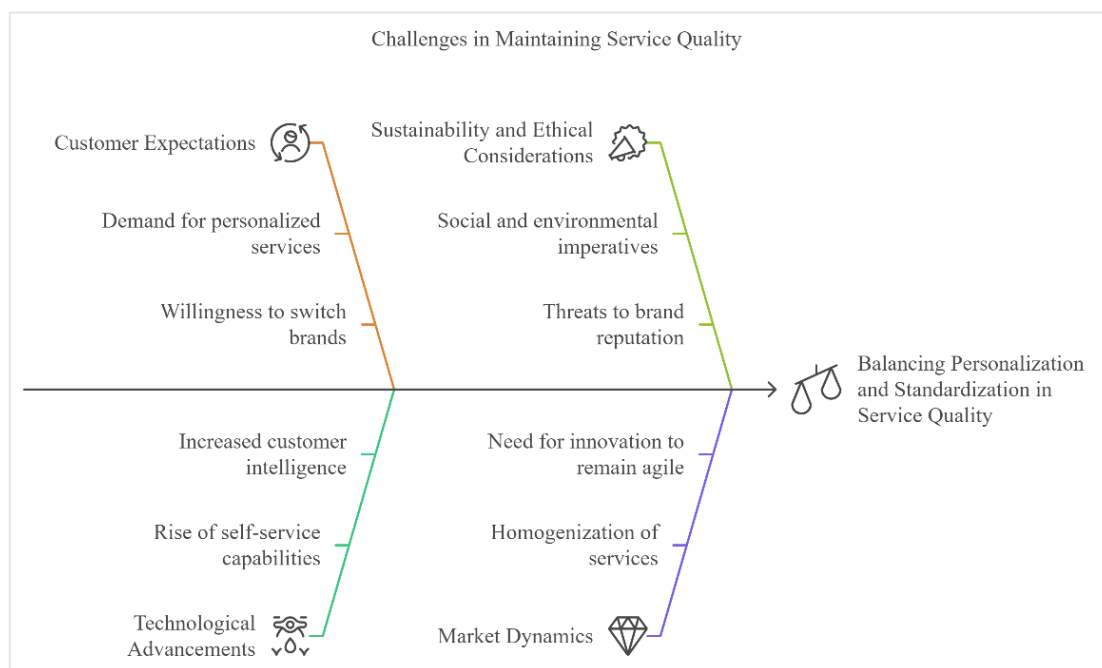 Challenges in Maintaining Service Quality
Customer Expectations
Sustainability and Ethical
Considerations
Demand for personalized
services
Social and environmental
imperatives
Willingness to switch
brands
Threats to brand
reputation
Balancing Personalization
and Standardization in
Service Quality
Increased customer
intelligence
Need for innovation to
remain agile
Rise of self-service
capabilities
Homogenization of
services
Technological
Advancements
Market Dynamics